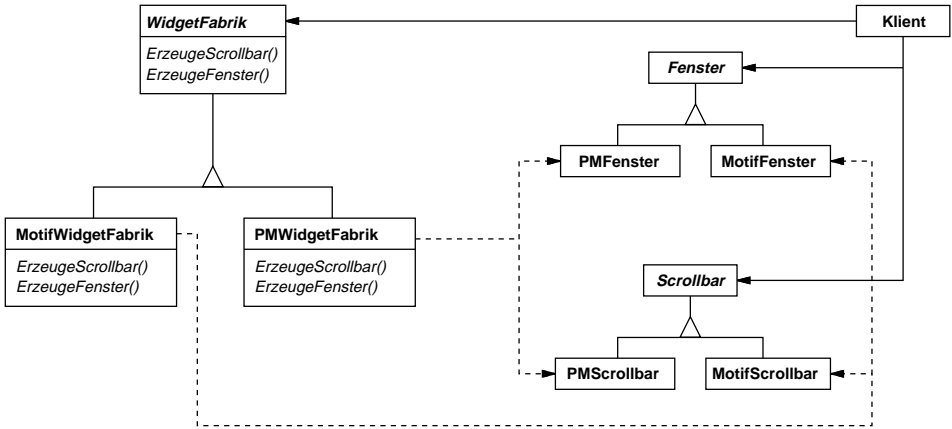 WidgetFabrik
Klient
ErzeugeScrollbar()
ErzeugeFenster()
Fenster
PMFenster
MotifFenster
MotifWidgetFabrik
PMWidgetFabrik
ErzeugeScrollbar()
ErzeugeFenster()
ErzeugeScrollbar()
ErzeugeFenster()
Scrollbar
PMScrollbar
MotifScrollbar